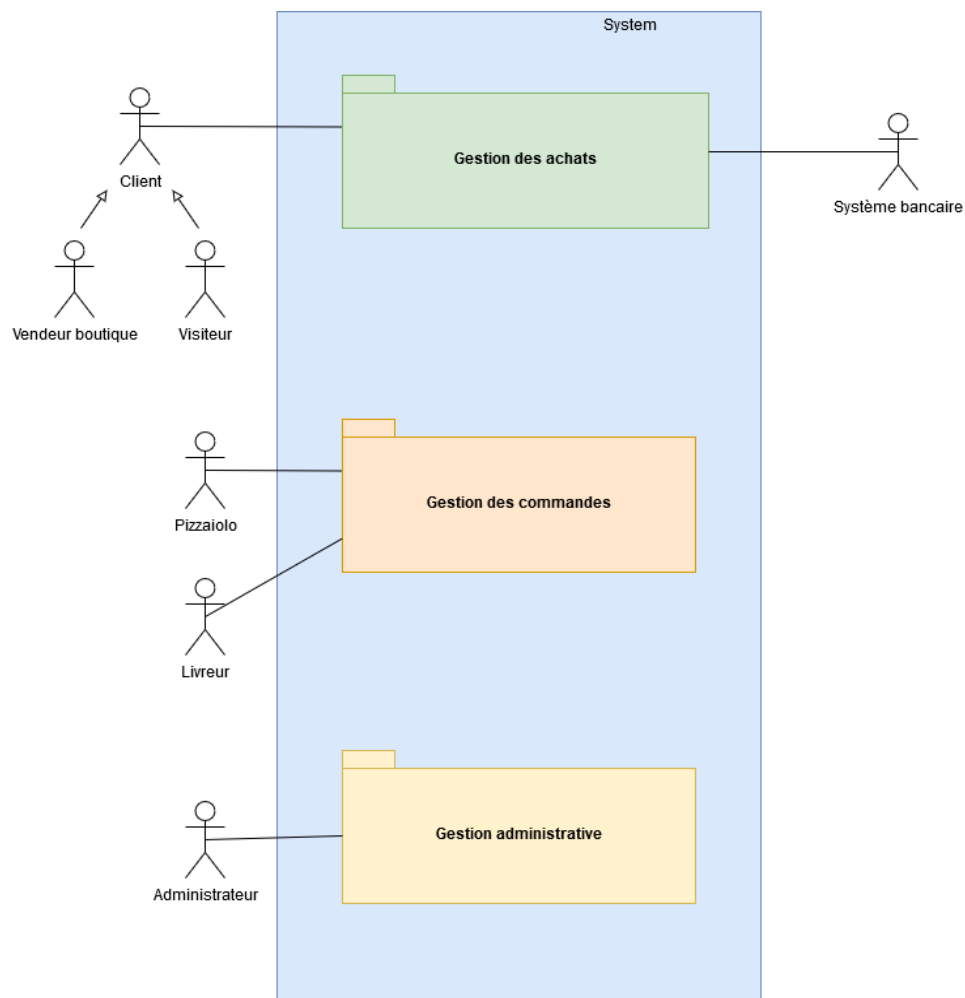 System
Gestion des achats
Client
Système bancaire
Vendeur boutique
Visiteur
Gestion des commandes
Pizzaiolo
Livreur
Gestion administrative
Administrateur